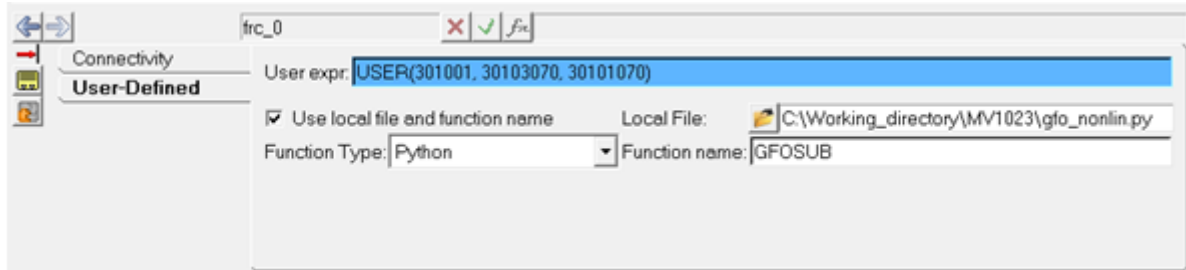 frc_0
Connectivity
User-Defined
User expr: USER(301001, 30103070, 30101070)
Use local file and function name Local File: C:\Working_directory\MV1023\gfo_nonlin.py
Function Type: Python Function name: GFOSUB